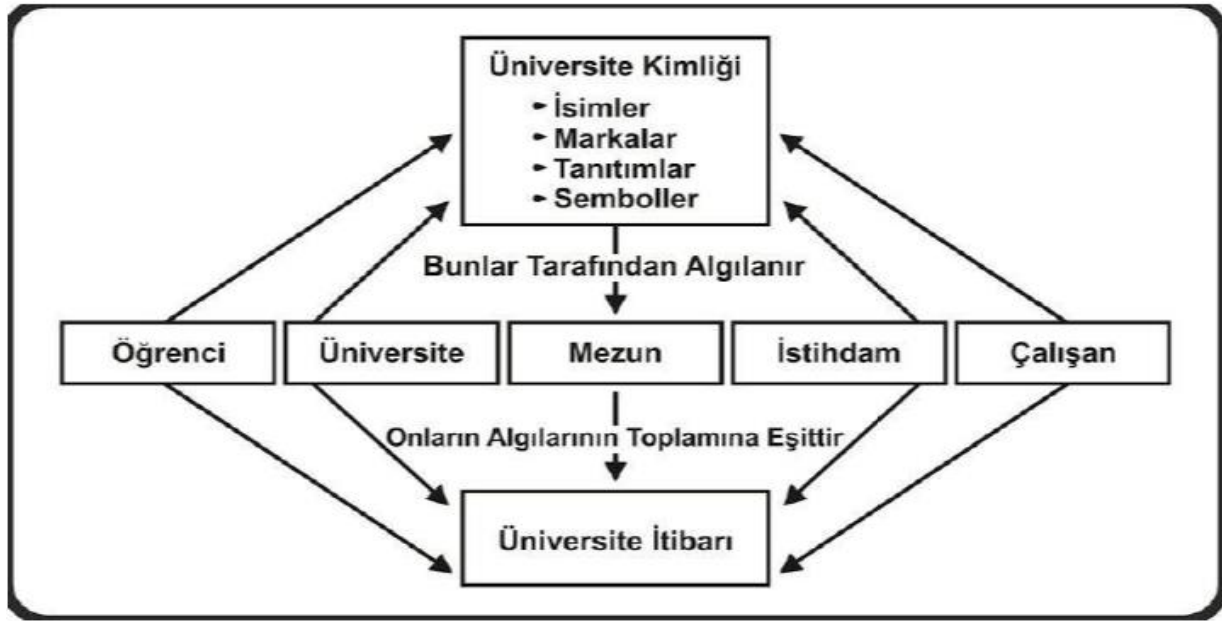 Üniversite Kimliği
➢ İsimler
➢ Markalar
➢ Tanıtımlar
➢ Semboller
Bunlar Tarafından Algılanır
Öğrenci
Üniversite
Mezun
İstihdam
Çalışan
Onların Algılarının Toplamına Eşittir
Üniversite İtibarı